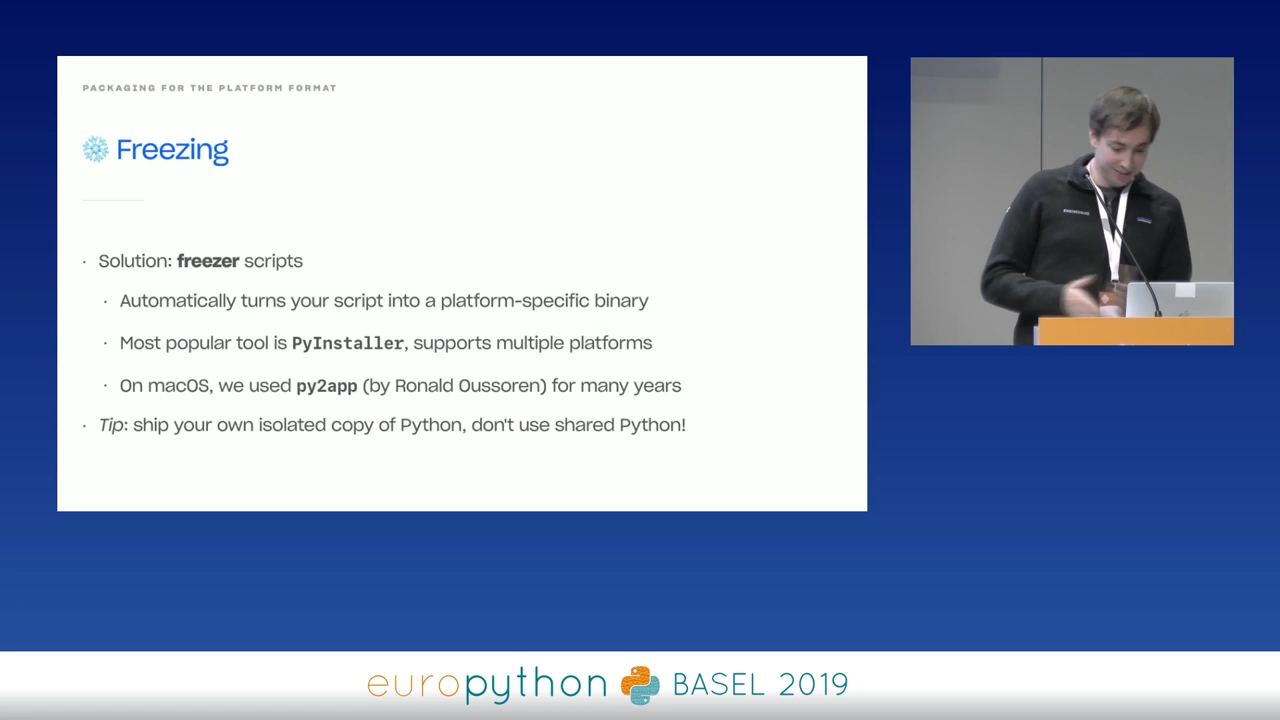 PACKAGING FOR THE PLATFORM FORMAT
Freezing
· Solution: freezer scripts
· Automatically turns your script into a platform-specific binary
· Most popular tool is PyInstaller, supports multiple platforms
· On macOS, we used py2app (by Ronald Oussoren) for many years
· Tip: ship your own isolated copy of Python, don't use shared Python!
europython BASEL 2019